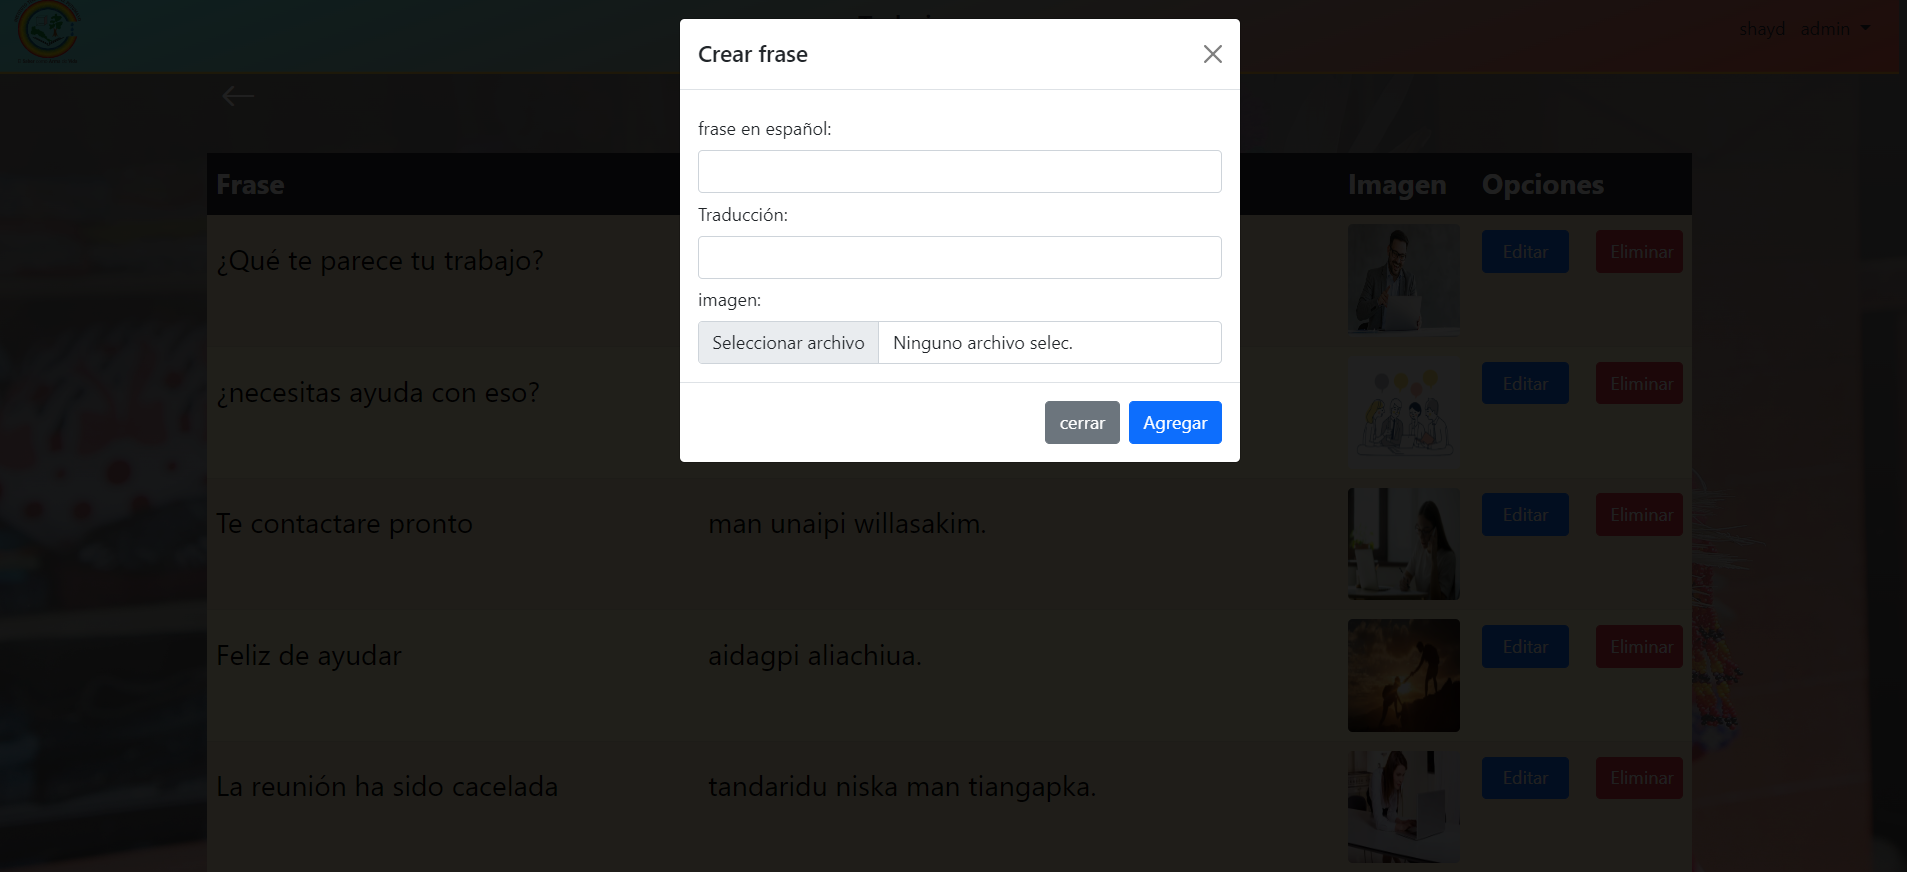 shayd admin
Crear frase
frase en español:
Traducción:
imagen:
Seleccionar archivo Ninguno archivo selec.
cerrar Agregar
Frase Imagen Opciones
¿Qué te parece tu trabajo? Editar Eliminar
¿necesitas ayuda con eso? Editar Eliminar
Te contactare pronto man unaipi willasakim. Editar Eliminar
Feliz de ayudar aidagpi aliachiua. Editar Eliminar
La reunión ha sido cacelada tandaridu niska man tiangapka. Editar Eliminar